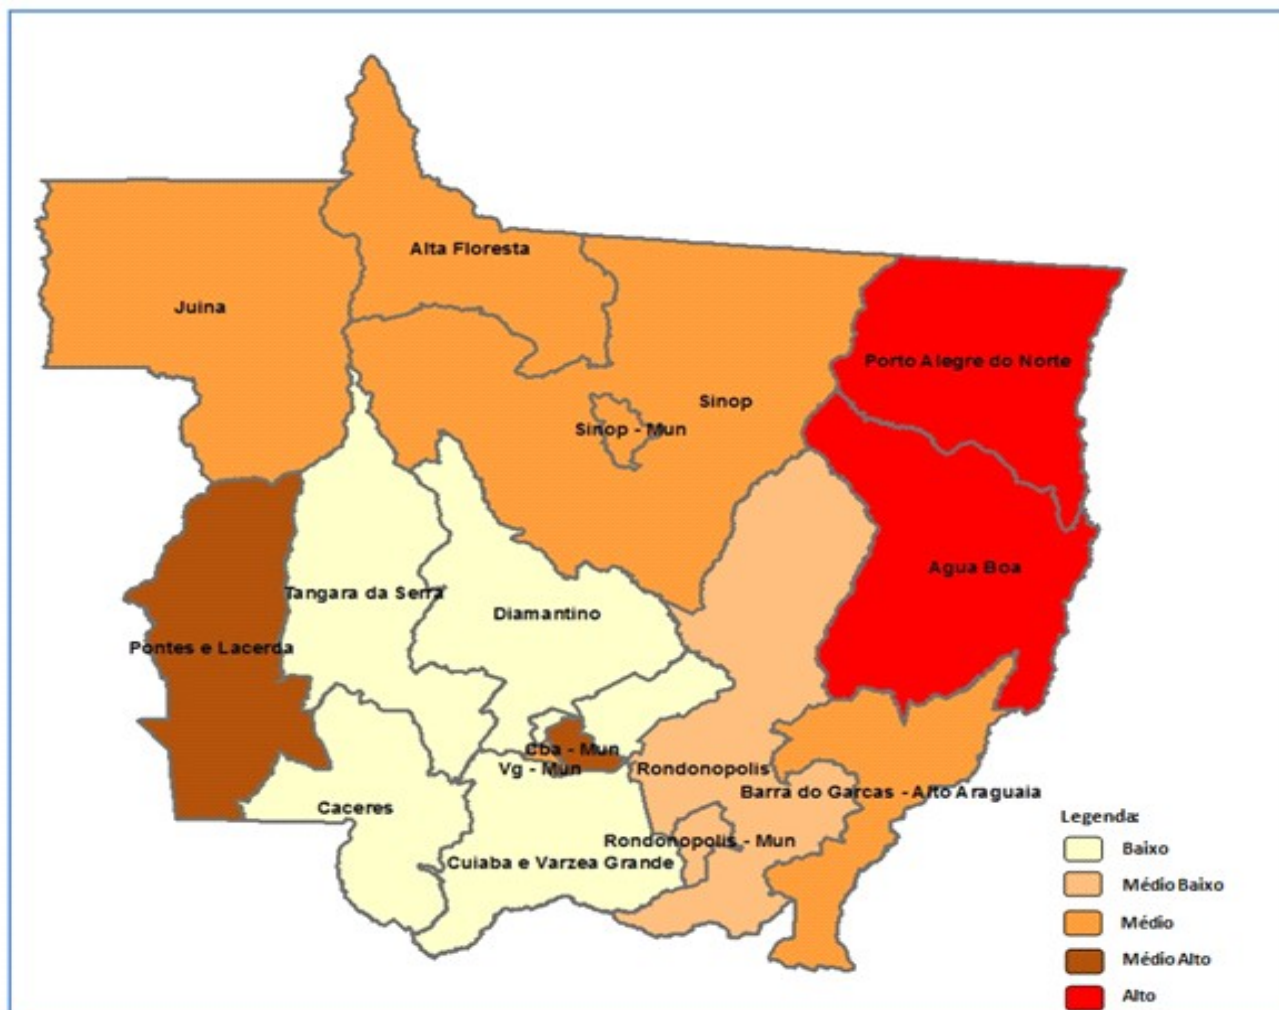 Alta Floresta
Juina
Porto Alegre do Norte
Sinop
Sinop - Mun
Agua Boa
Tangara da Serra
Diamantino
Pontes e Lacerda
Cba - Mun
Vg - Mun
Rondonopolis
Barra do Garcas - Alto Araguaia
Caceres
Rondonopolis - Mun
Cuiaba e Varzea Grande
Legenda:
Baixo
Médio Baixo
Médio
Médio Alto
Alto